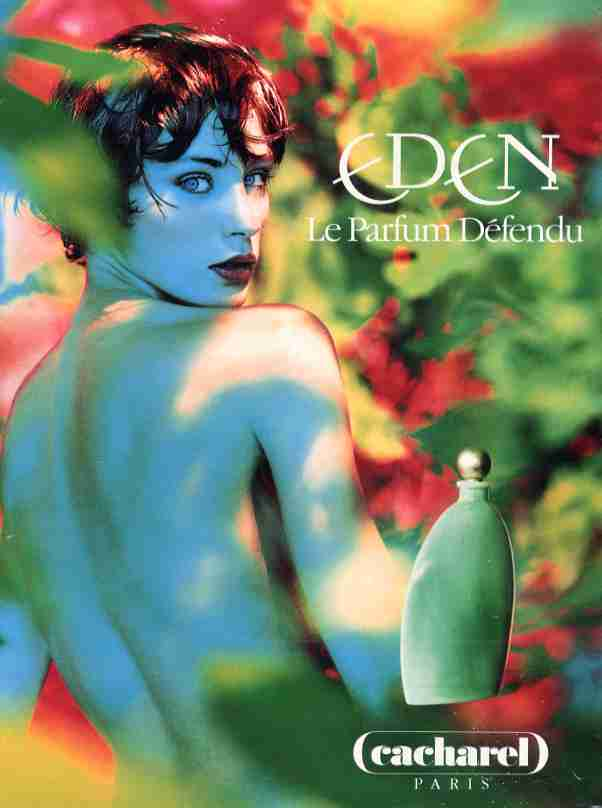 EDEN
Le Parfum Défendu
(cacharel)
PARIS